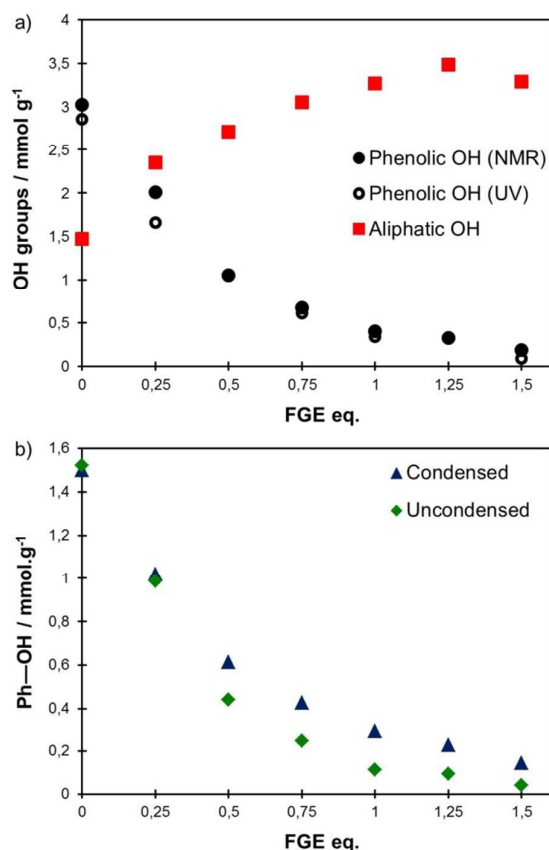 a)
4
3,5
3
2,5
2
1,5
1
0,5
0
OH groups / mmol g-1
Phenolic OH (NMR)
Phenolic OH (UV)
Aliphatic OH
0 0,25 0,5 0,75 1 1,25 1,5
FGE eq.
b)
1,6
1,4
1,2
1
0,8
0,6
0,4
0,2
0
Ph—OH / mmol.g-1
Condensed
Uncondensed
0 0,25 0,5 0,75 1 1,25 1,5
FGE eq.